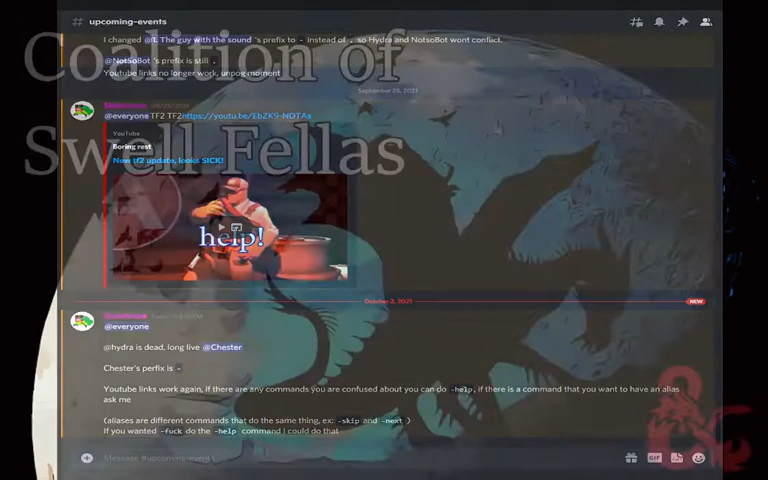 upcoming-events
I changed @1. The guy with the sound 's prefix to - instead of . so Hydra and NotsoBot wont conflict.
Coalition of
@NotSoBot 's prefix is still .
Youtube links no longer work, unpog moment
September 25, 2021
@everyone TF2 TF2https://youtu.be/EbZK9-NDTAs
YouTube
Swell Fellas
Boring rest
New tf2 update, looks SICK!
help!
October 2, 2021
NEW
@everyone
@hydra is dead, long live @Chester
Chester's perfix is -
Youtube links work again, if there are any commands you are confused about you can do -help, if there is a command that you want to have an alias
ask me
(aliases are different commands that do the same thing, ex: -skip and -next )
If you wanted -fuck do the -help command I could do that
Message #upcoming-events
GIF